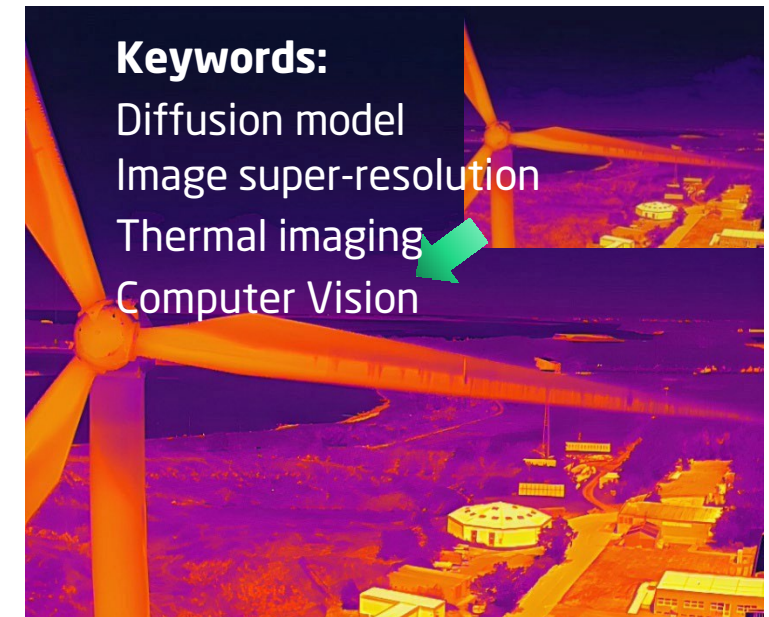 Keywords:
Diffusion model
Image super-resolution
Thermal imaging
Computer Vision